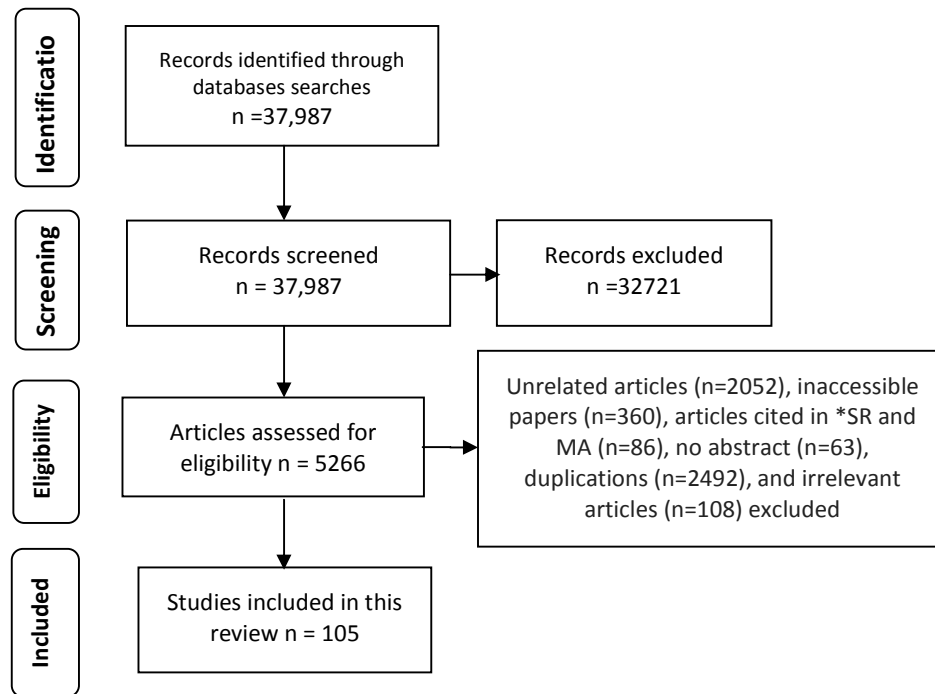 Identificatio
Records identified through
databases searches
n =37,987
Screening
Records screened
n = 37,987
Records excluded
n =32721
Eligibility
Articles assessed for
eligibility n = 5266
Unrelated articles (n=2052), inaccessible
papers (n=360), articles cited in *SR and
MA (n=86), no abstract (n=63),
duplications (n=2492), and irrelevant
articles (n=108) excluded
Included
Studies included in this
review n = 105